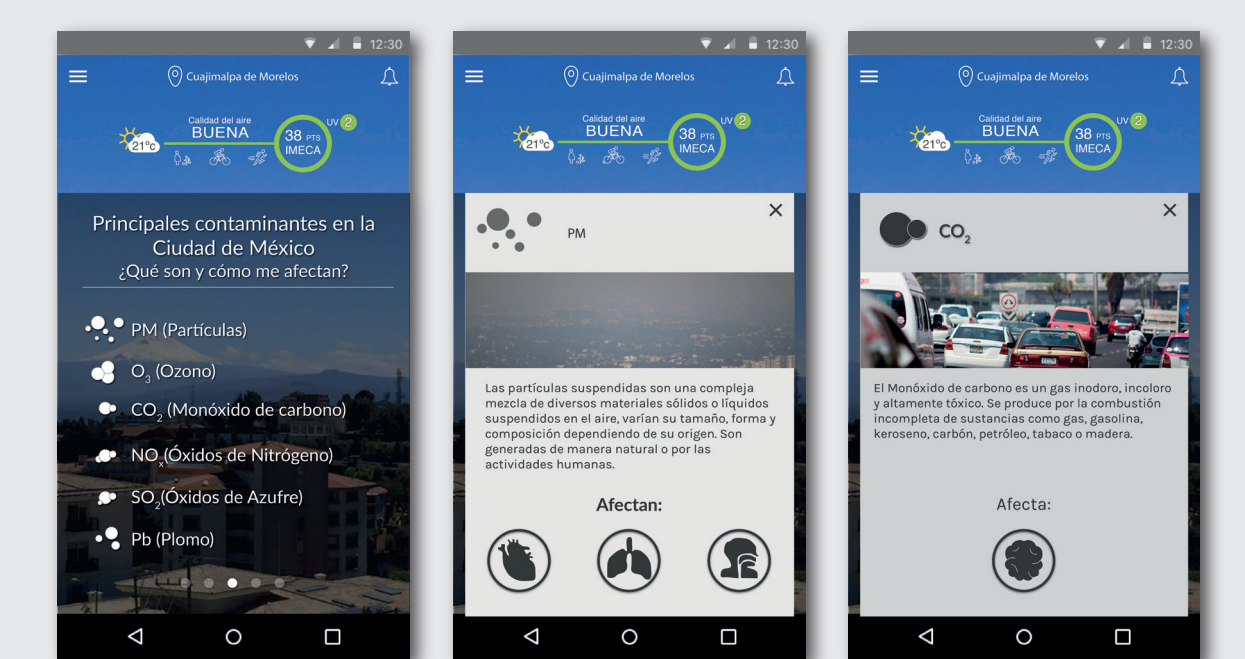 12:30
Cuajimalpa de Morelos
Calidad del aire
BUENA
21ºc
38 PTS
IMECA
UV 2
Principales contaminantes en la
Ciudad de México
¿Qué son y cómo me afectan?
PM (Partículas)
O₃ (Ozono)
CO₂ (Monóxido de carbono)
NOₓ(Óxidos de Nitrógeno)
SO₂(Óxidos de Azufre)
Pb (Plomo)
12:30
Cuajimalpa de Morelos
Calidad del aire
BUENA
21ºc
38 PTS
IMECA
UV 2
PM
Las partículas suspendidas son una compleja
mezcla de diversos materiales sólidos o líquidos
suspendidos en el aire, varían su tamaño, forma y
composición dependiendo de su origen. Son
generadas de manera natural o por las
actividades humanas.
Afectan:
12:30
Cuajimalpa de Morelos
Calidad del aire
BUENA
21ºc
38 PTS
IMECA
UV 2
CO₂
El Monóxido de carbono es un gas inodoro, incoloro
y altamente tóxico. Se produce por la combustión
incompleta de sustancias como gas, gasolina,
keroseno, carbón, petróleo, tabaco o madera.
Afecta: